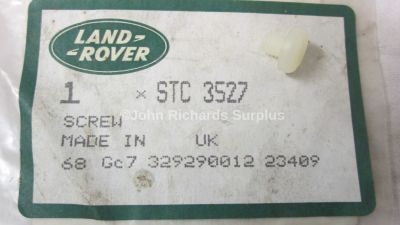 LAND-
ROVER
1 x STC 3527
John Richards Surplus
SCREW
MADE IN UK
68 Gc7 329290012 23409